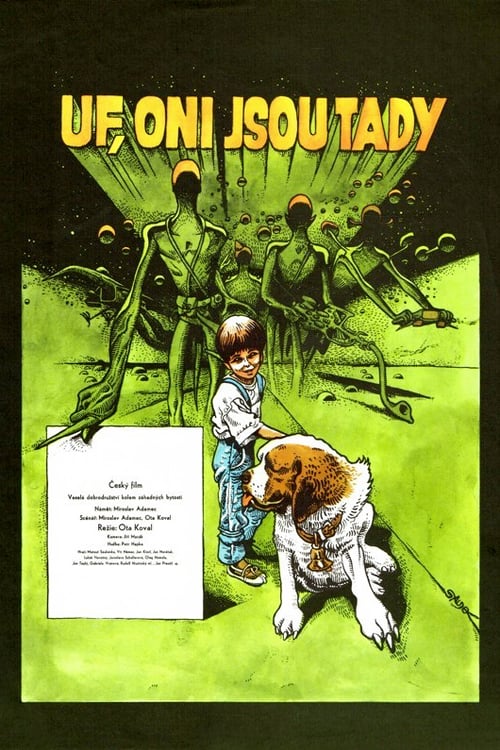 UF, ONI JSOU TADY
Český film
Veselé dobrodružství kolem záhadných bytostí
Námět: Miroslav Adamec
Scénář: Miroslav Adamec, Ota Koval
Režie: Ota Koval
Kamera: Jiří Macák
Hudba: Petr Hapka